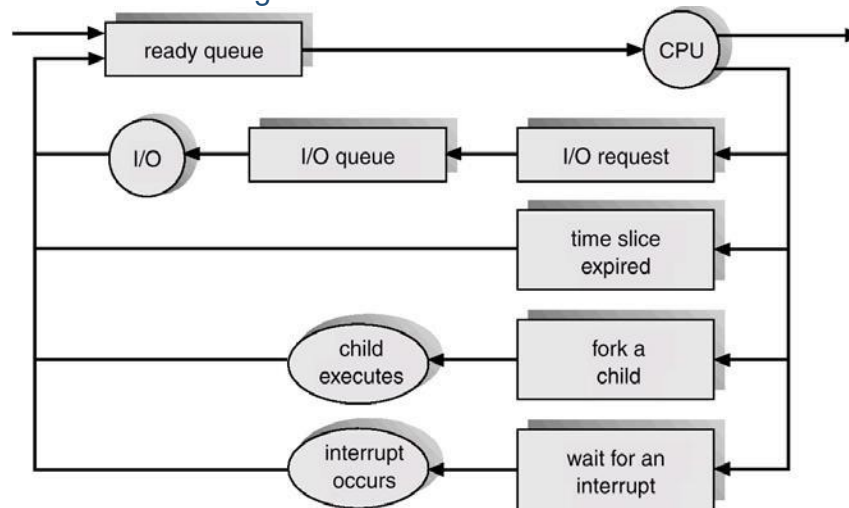 ready queue
CPU
I/O
I/O queue
I/O request
time slice
expired
child
executes
fork a
child
interrupt
occurs
wait for an
interrupt